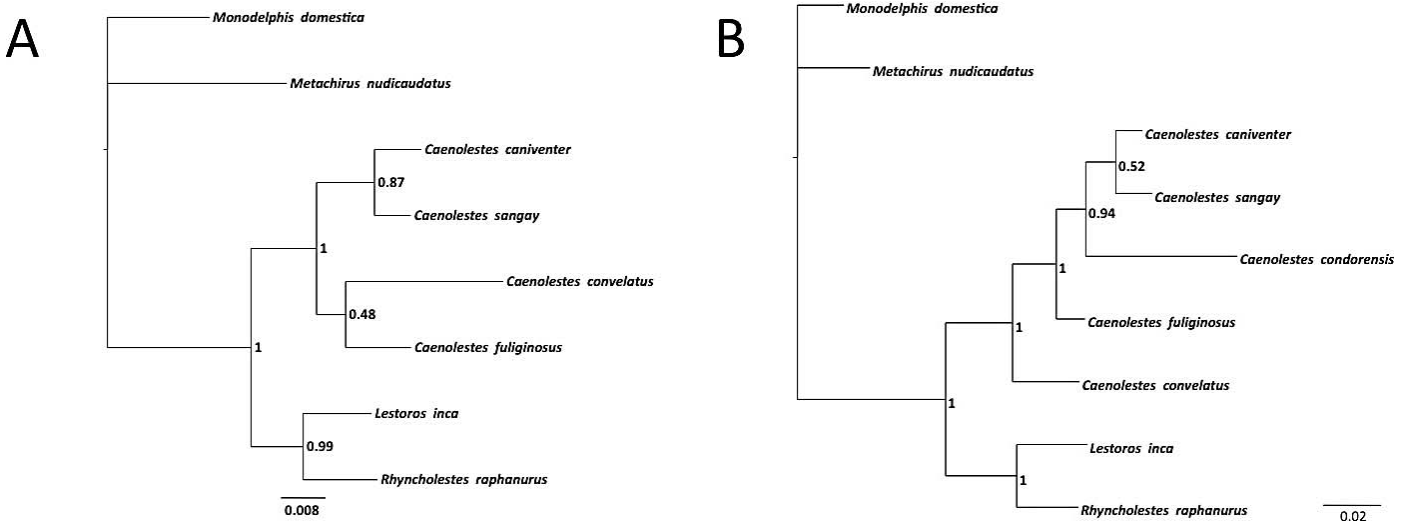 A
Monodelphis domestica
Metachirus nudicaudatus
Caenolestes caniventer
0.87
Caenolestes sangay
1
Caenolestes convelatus
0.48
Caenolestes fuliginosus
1
Lestoros inca
0.99
Rhyncholestes raphanurus
0.008
B
Monodelphis domestica
Metachirus nudicaudatus
Caenolestes caniventer
0.52
Caenolestes sangay
0.94
Caenolestes condorensis
1
Caenolestes fuliginosus
1
Caenolestes convelatus
1
Lestoros inca
1
Rhyncholestes raphanurus
0.02